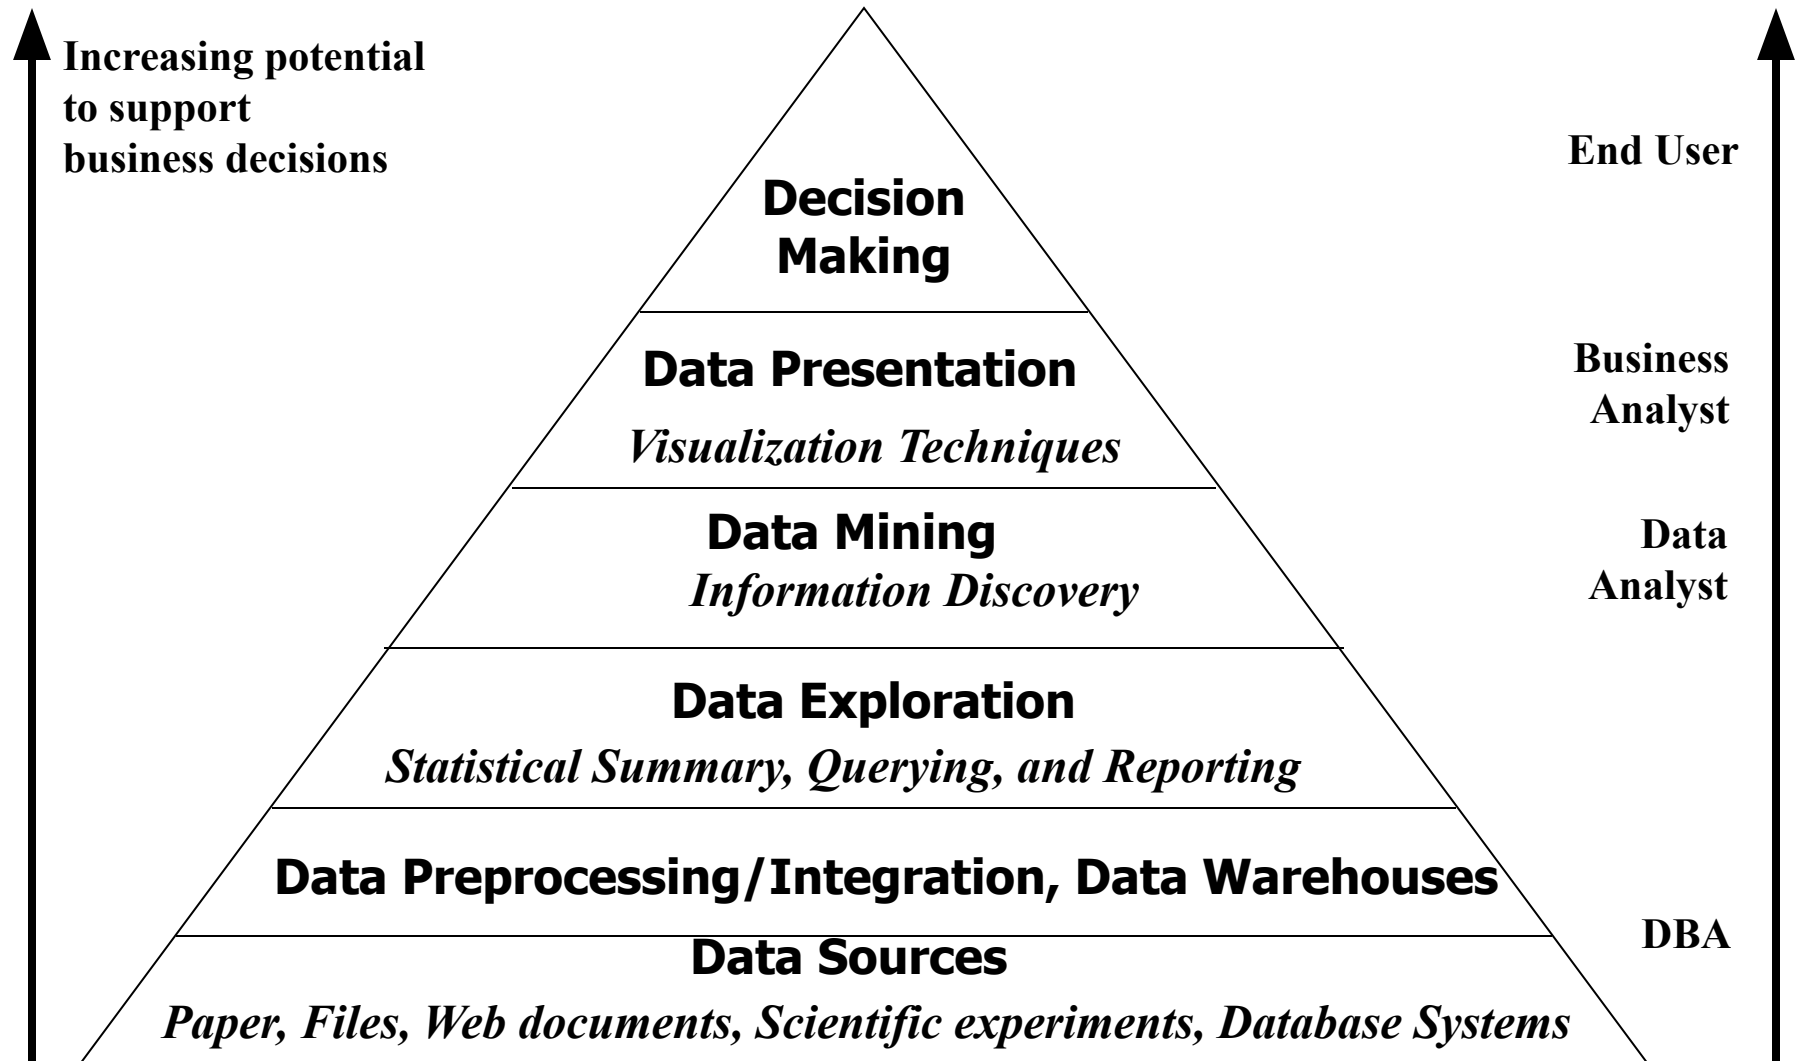 Increasing potential
to support
business decisions
End User
Decision
Making
Data Presentation
Visualization Techniques
Business
Analyst
Data Mining
Information Discovery
Data
Analyst
Data Exploration
Statistical Summary, Querying, and Reporting
Data Preprocessing/Integration, Data Warehouses
DBA
Data Sources
Paper, Files, Web documents, Scientific experiments, Database Systems